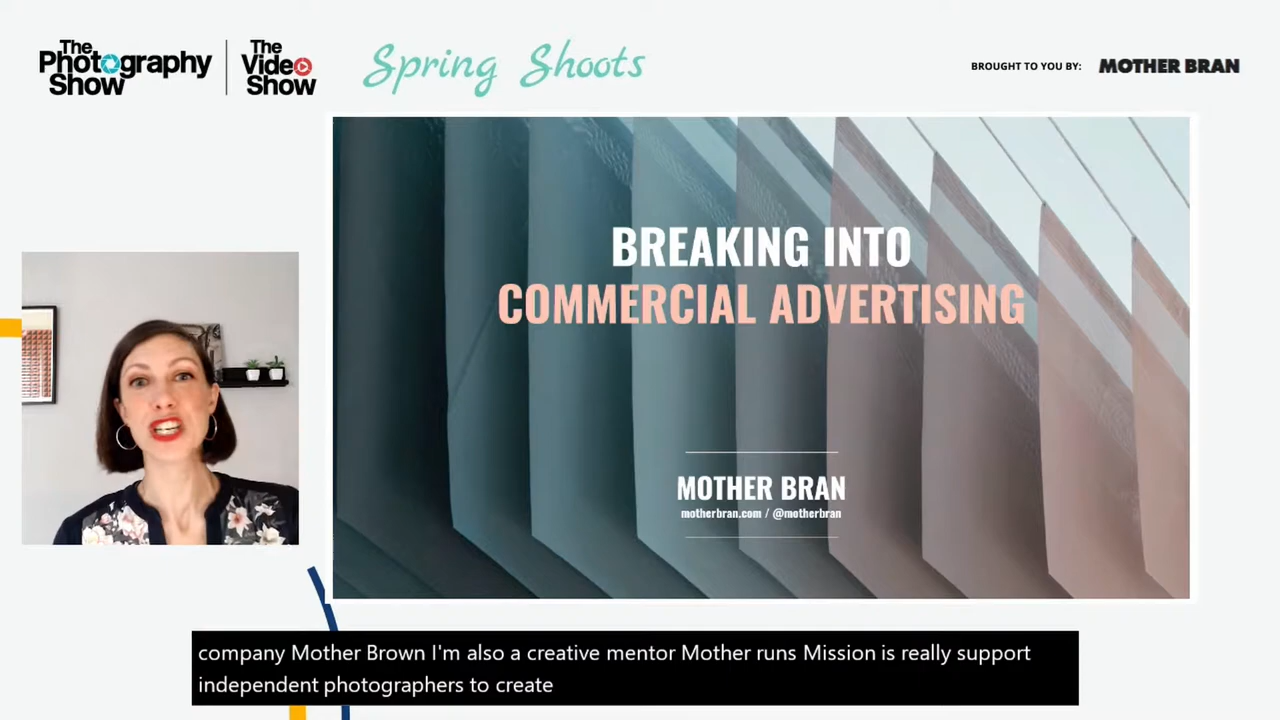 The Photography Show
The Video Show
Spring Shoots
BROUGHT TO YOU BY: MOTHER BRAN
BREAKING INTO
COMMERCIAL ADVERTISING
MOTHER BRAN
motherbran.com / @motherbran
company Mother Brown I'm also a creative mentor Mother runs Mission is really support
independent photographers to create